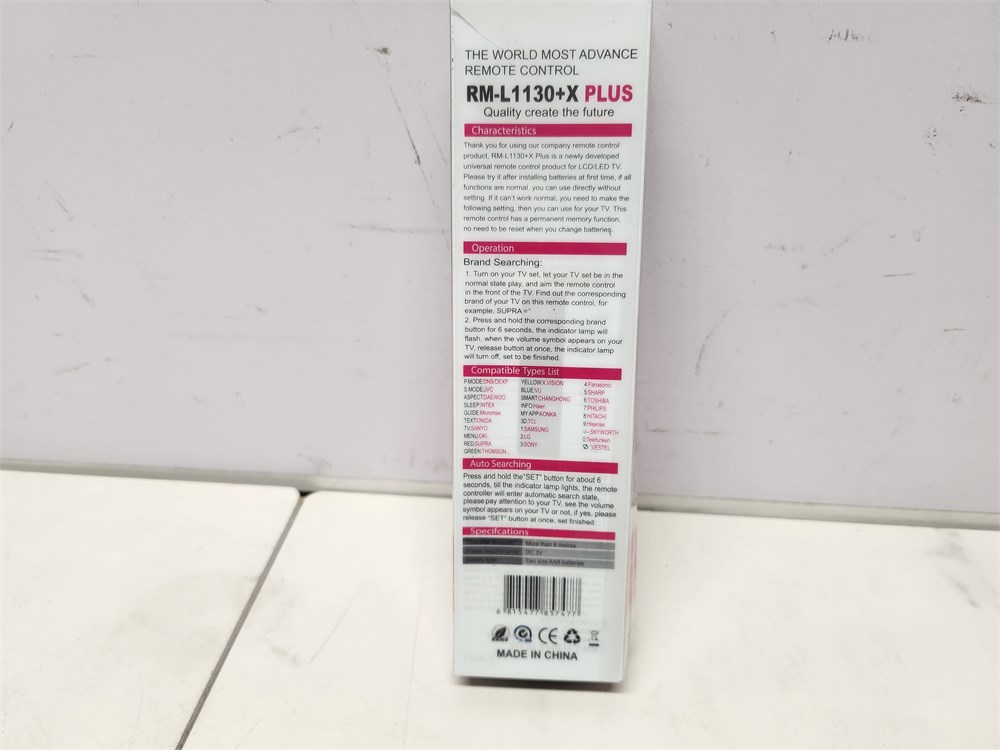 THE WORLD MOST ADVANCE
REMOTE CONTROL
RM-L1130+X PLUS
Quality create the future
Characteristics
Thank you for using our company remote control
product, RM-L1130+X Plus is a newly developed
universal remote control product for LCD/LED TV.
Please try it after installing batteries at first time, if all
functions are normal. you can use directly without
setting. If it can't work normal, you need to make the
following setting, then you can use for your TV. This
remote control has a permanent memory function,
no need to be reset when you change batteries.
Operation
Brand Searching:
1. Turn on your TV set, let your TV set be in the
normal state play, and aim the remote control
in the front of the TV. Find out the corresponding
brand of your TV on this remote control, for
example, SUPRA ="
2. Press and hold the corresponding brand
button for 6 seconds, the indicator lamp will
flash, when the volume symbol appears on your
TV, release button at once, the indicator lamp
will turn off, set to be finished.
Compatible Types List
P.MODE:DNS/DEXP
S.MODE:JVC
ASPECT:DAEWOO
SLEEP:INTEX
GUIDE:Micromax
TEXT:ONIDA
TV:SANYO
MENU:OKI
RED:SUPRA
GREEN:THOMSON
YELLOW:X.VISION
BLUE:VU
SMART:CHANGHONG
INFO:Haier
MY APP:KONKA
3D:TCL
1:SAMSUNG
2:LG
3:SONY
4:Panasonic
5:SHARP
6:TOSHIBA
7:PHILIPS
8:HITACHI
9:Hisense
-/--:SKYWORTH
0:Telefunken
:VESTEL
Auto Searching
Press and hold the"SET" button for about 6
seconds, till the indicator lamp lights, the remote
controller will enter automatic search state,
please pay attention to your TV, see the volume
symbol appears on your TV or not, if yes, please
release "SET" button at once, set finished.
Specifcations
More than 8 metres
DC 3V
Two size AAA batteries
6 815477 857477
CE
MADE IN CHINA